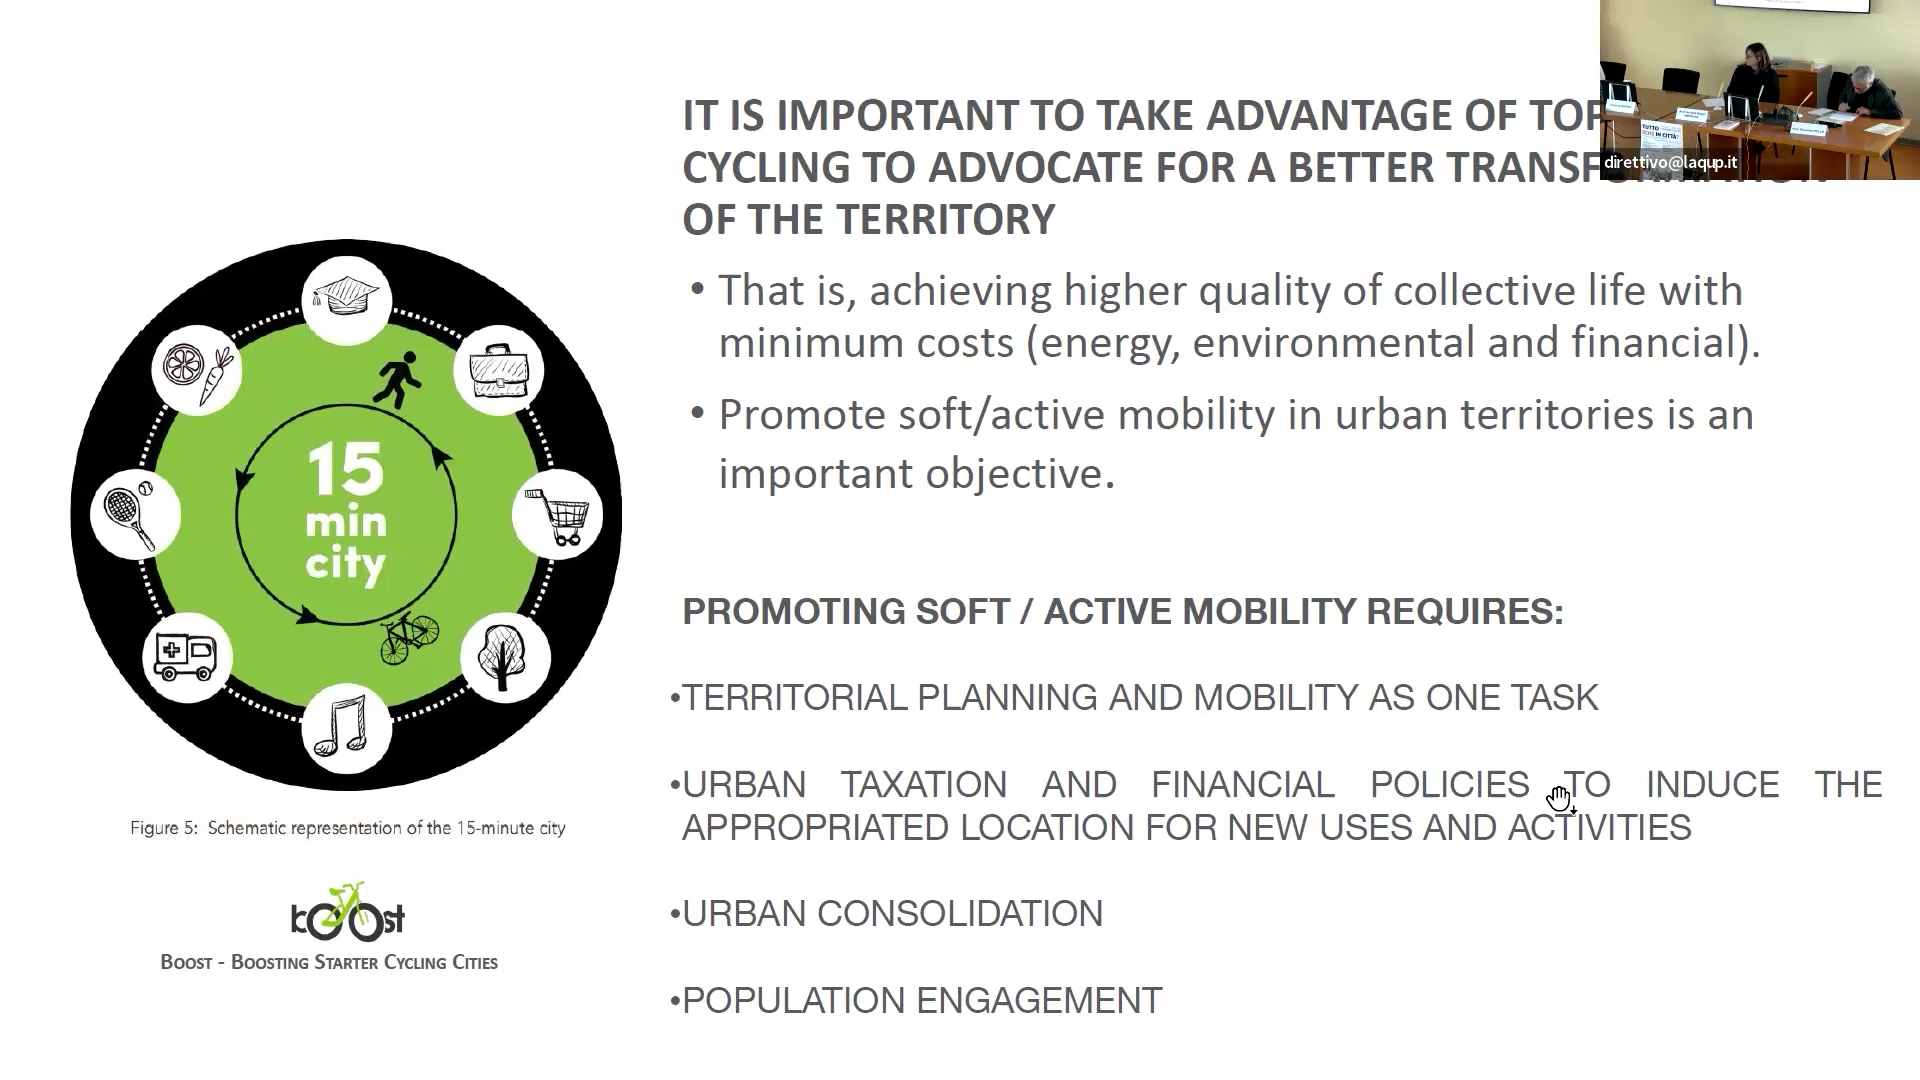 IT IS IMPORTANT TO TAKE ADVANTAGE OF
CYCLING TO ADVOCATE FOR A BETTER
OF THE TERRITORY
• That is, achieving higher quality of collective life with
minimum costs (energy, environmental and financial).
• Promote soft/active mobility in urban territories is an
important objective.
PROMOTING SOFT / ACTIVE MOBILITY REQUIRES:
•TERRITORIAL PLANNING AND MOBILITY AS ONE TASK
•URBAN TAXATION AND FINANCIAL POLICIES TO INDUCE THE
APPROPRIATED LOCATION FOR NEW USES AND ACTIVITIES
•URBAN CONSOLIDATION
•POPULATION ENGAGEMENT
15
min
city
Figure 5: Schematic representation of the 15-minute city
boost
BOOST - BOOSTING STARTER CYCLING CITIES
TUTTO
BENE IN CITTÀ?
direttivo@laqup.it